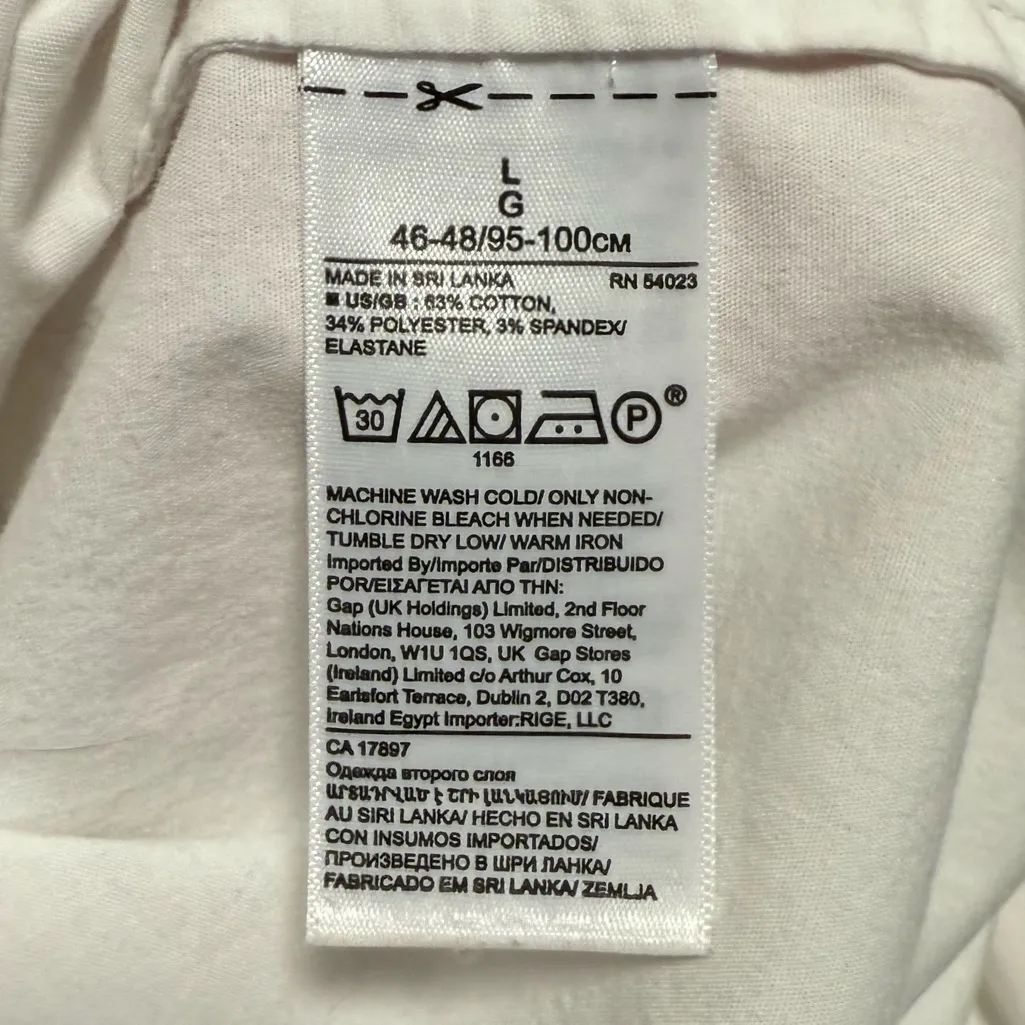 L
G
46-48/95-100CM
MADE IN SRI LANKA RN 54023
■ US/GB : 63% COTTON,
34% POLYESTER, 3% SPANDEX/
ELASTANE
30 P ®
1166
MACHINE WASH COLD/ ONLY NON-
CHLORINE BLEACH WHEN NEEDED/
TUMBLE DRY LOW/ WARM IRON
Imported By/Importe Par/DISTRIBUIDO
POR/ΕΙΣΑΓΕΤΑΙ ΑΠΟ ΤΗΝ:
Gap (UK Holdings) Limited, 2nd Floor
Nations House, 103 Wigmore Street,
London, W1U 1QS, UK Gap Stores
(Ireland) Limited c/o Arthur Cox, 10
Earlsfort Terrace, Dublin 2, D02 T380,
Ireland Egypt Importer:RIGE, LLC
CA 17897
Одежда второго слоя
ԱՐՏԱԴՐՎԱԾ Է ՇՐԻ ԼԱՆԿԱՅՈՒՄ/ FABRIQUE
AU SIRI LANKA/ HECHO EN SRI LANKA
CON INSUMOS IMPORTADOS/
ПРОИЗВЕДЕНО В ШРИ ЛАНКА/
FABRICADO EM SRI LANKA/ ZEMLJA